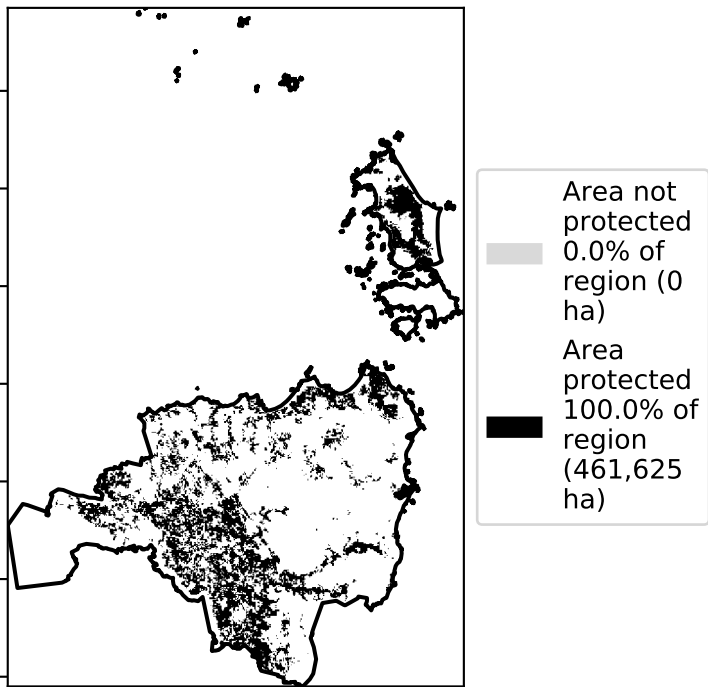 Area not
protected
0.0% of
region (0
ha)
Area
protected
100.0% of
region
(461,625
ha)